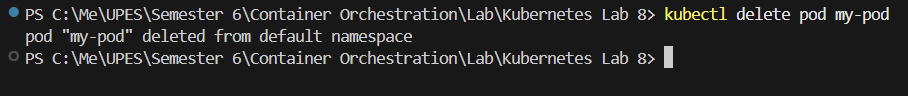 PS C:\Me\UPES\Semester 6\Container Orchestration\Lab\Kubernetes Lab 8> kubectl delete pod my-pod
pod "my-pod" deleted from default namespace
PS C:\Me\UPES\Semester 6\Container Orchestration\Lab\Kubernetes Lab 8>